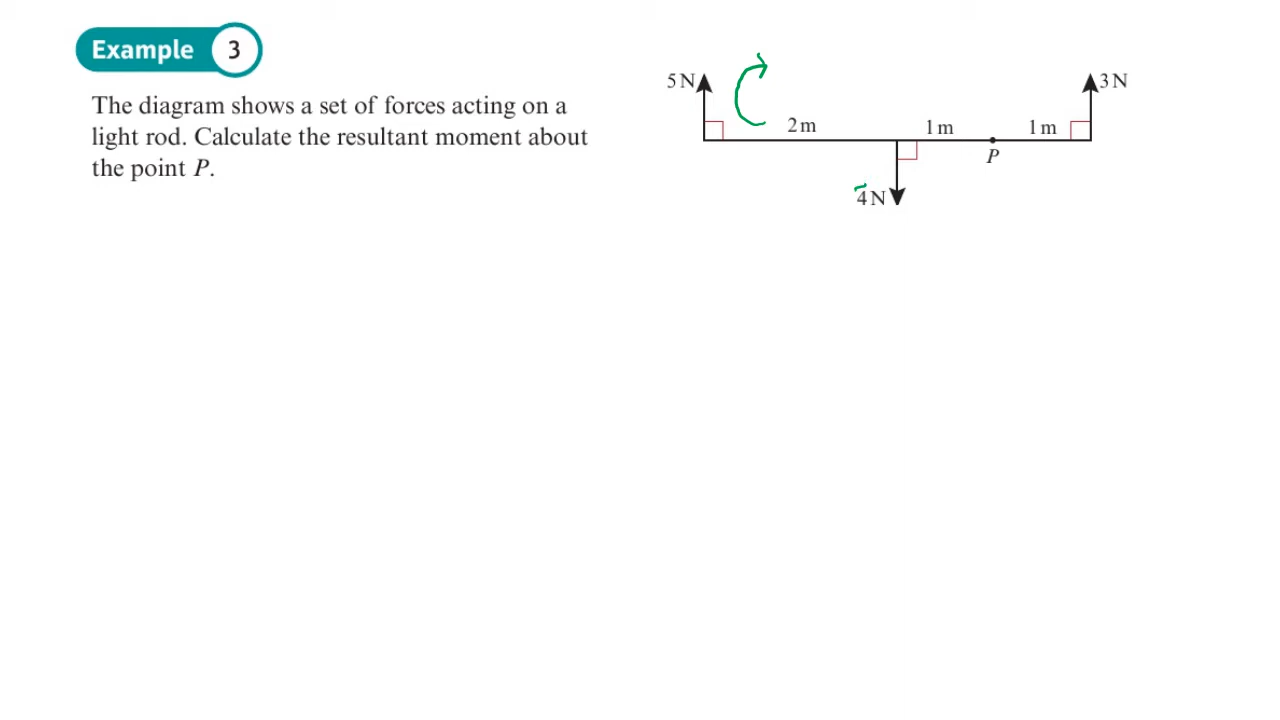 Example 3
The diagram shows a set of forces acting on a
light rod. Calculate the resultant moment about
the point P.
5 N
3 N
2 m
1 m
1 m
P
4 N